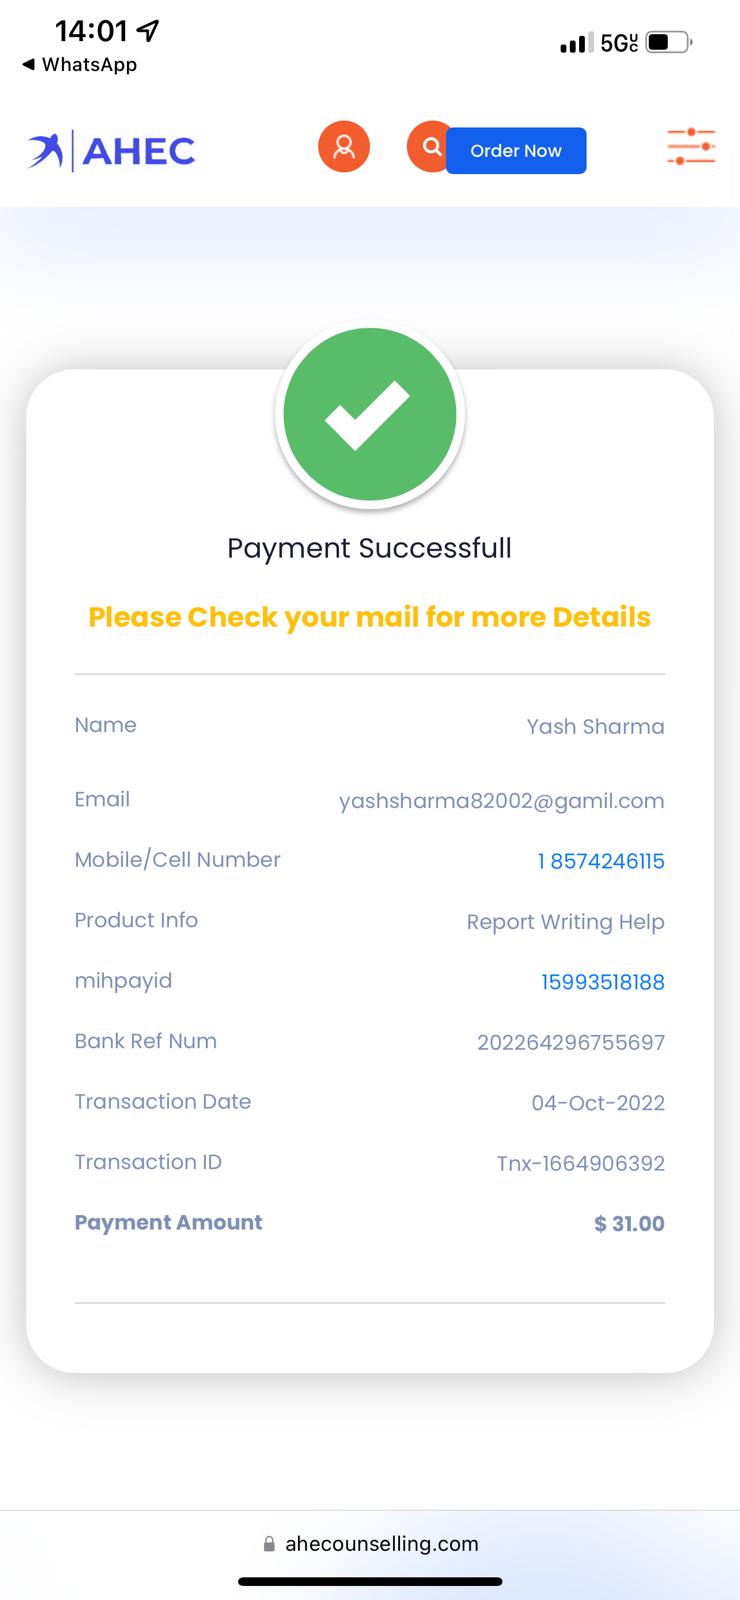 14:01
5G UC
◀ WhatsApp
AHEC
Order Now
Payment Successfull
Please Check your mail for more Details
Name Yash Sharma
Email yashsharma82002@gamil.com
Mobile/Cell Number 1 8574246115
Product Info Report Writing Help
mihpayid 15993518188
Bank Ref Num 202264296755697
Transaction Date 04-Oct-2022
Transaction ID Tnx-1664906392
Payment Amount $ 31.00
ahecounselling.com